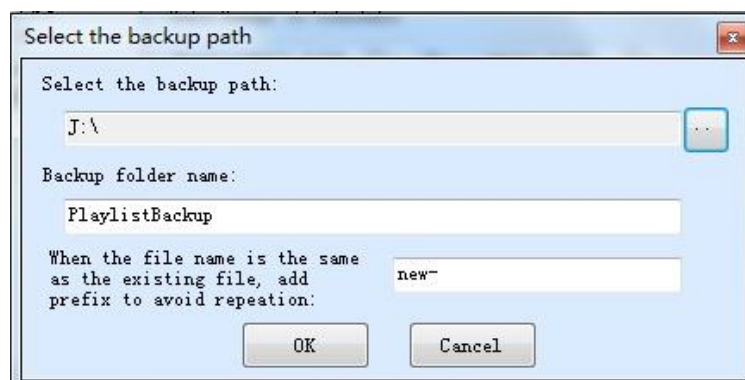 Select the backup path
x
Select the backup path:
J:\
..
Backup folder name:
PlaylistBackup
When the file name is the same
as the existing file, add
prefix to avoid repeation:
new-
OK
Cancel